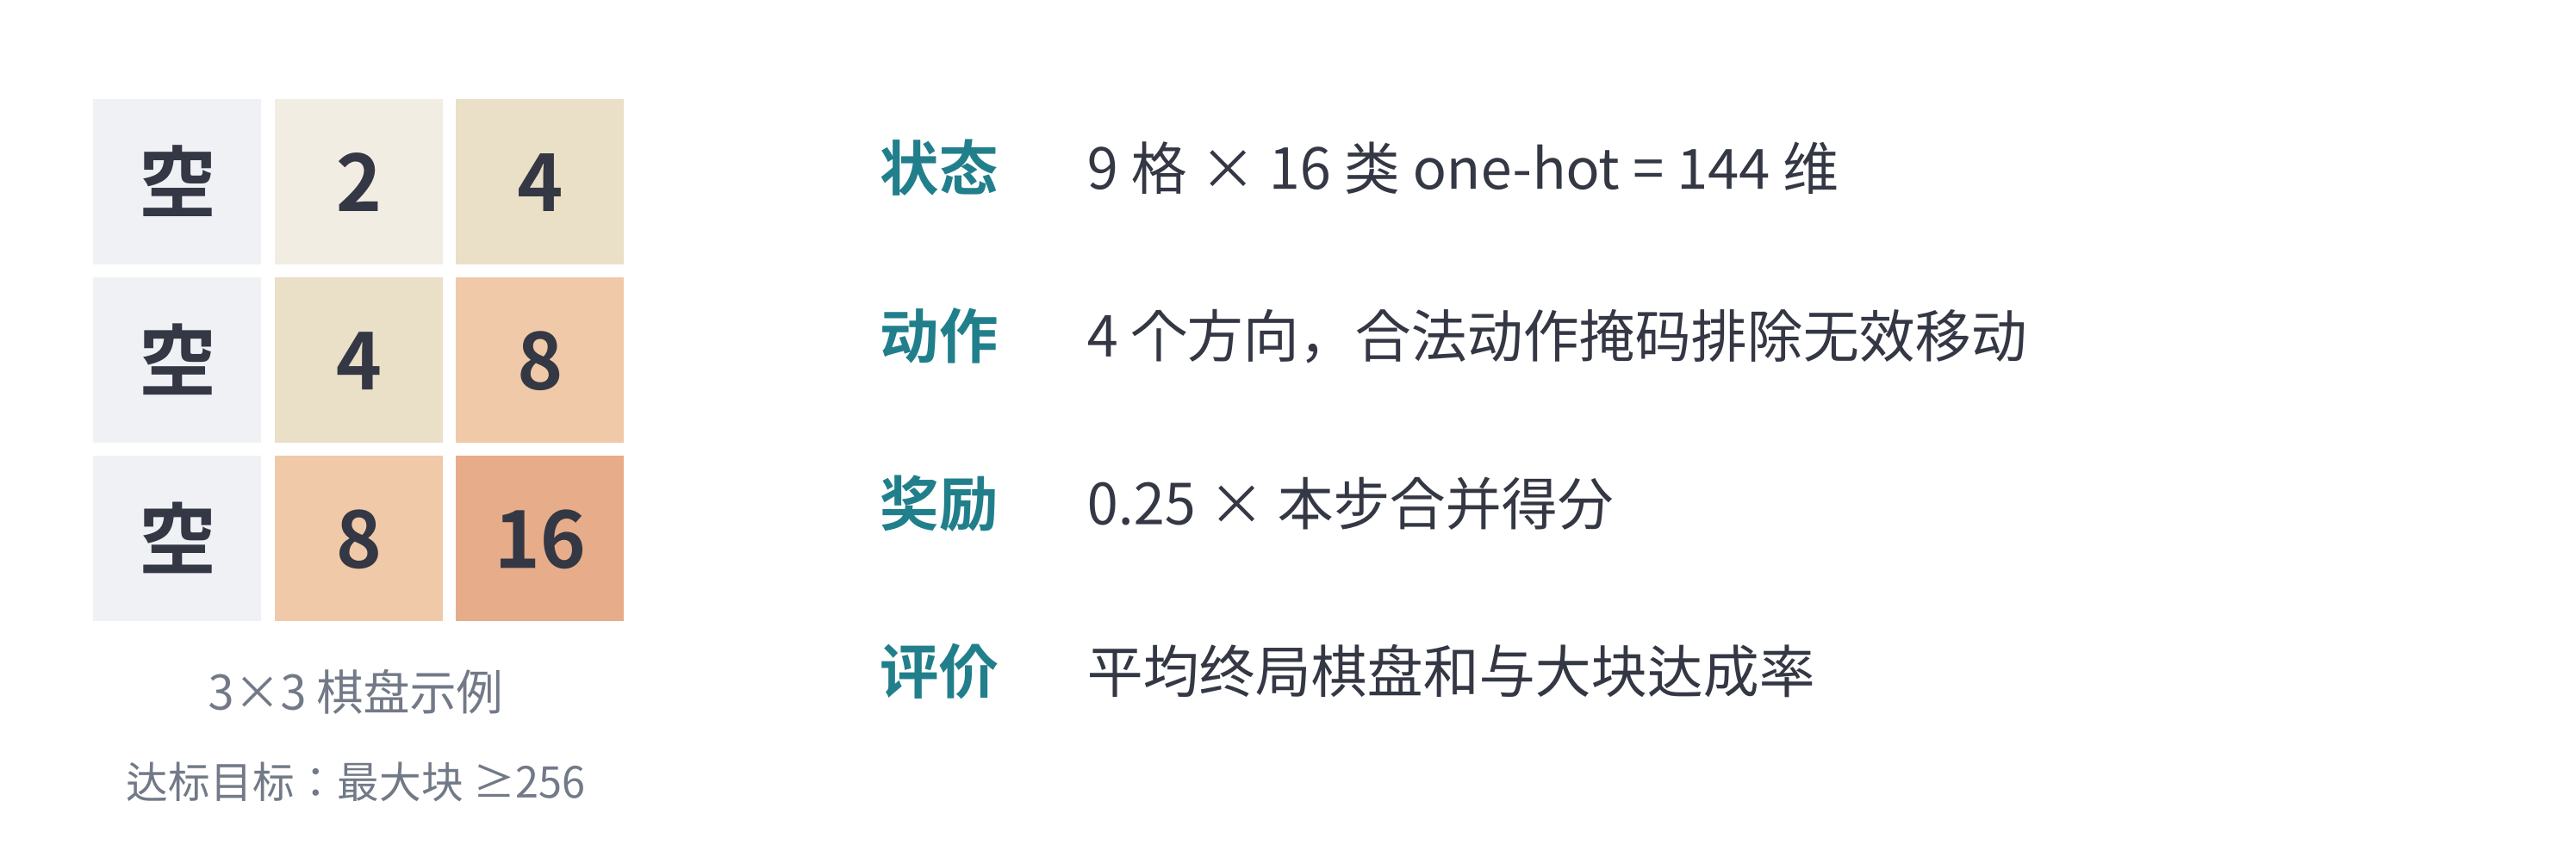 空 2 4
空 4 8
空 8 16
3×3 棋盘示例
达标目标：最大块 ≥256
状态 9 格 × 16 类 one-hot = 144 维
动作 4 个方向，合法动作掩码排除无效移动
奖励 0.25 × 本步合并得分
评价 平均终局棋盘和与大块达成率